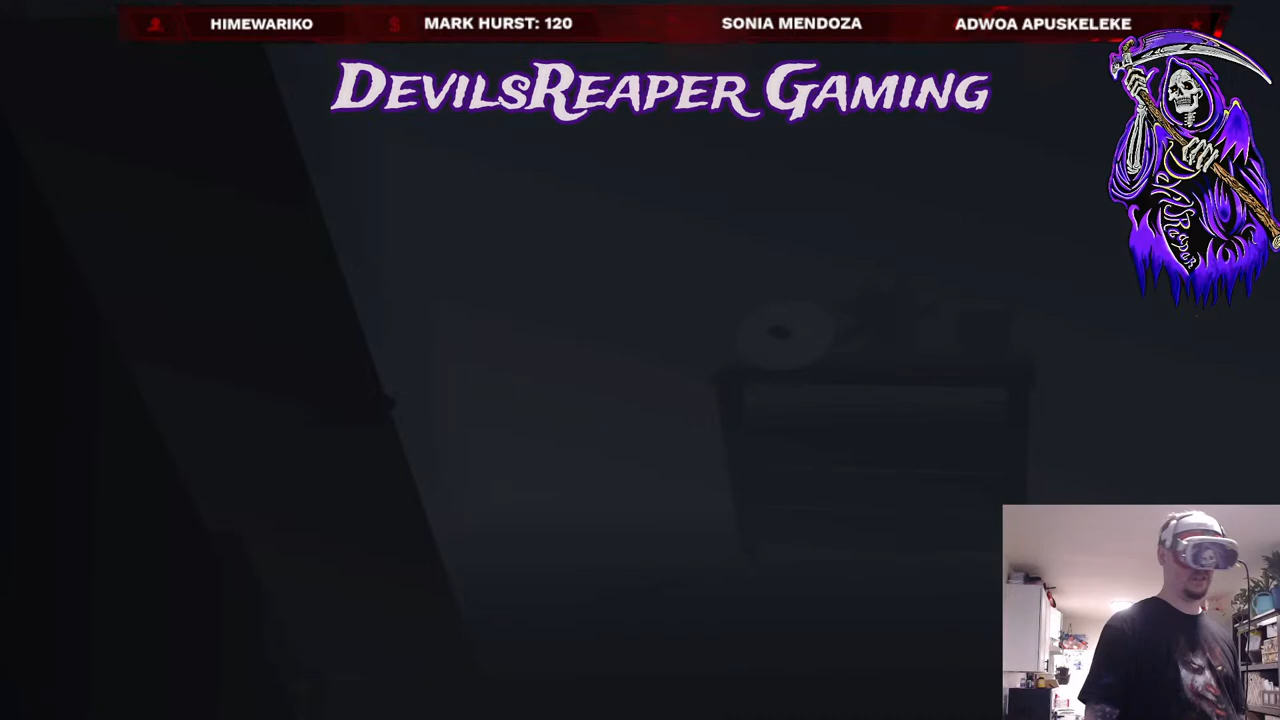 HIMEWARIKO
MARK HURST: 120
SONIA MENDOZA
ADWOA APUSKELEKE
DEVILSREAPER GAMING